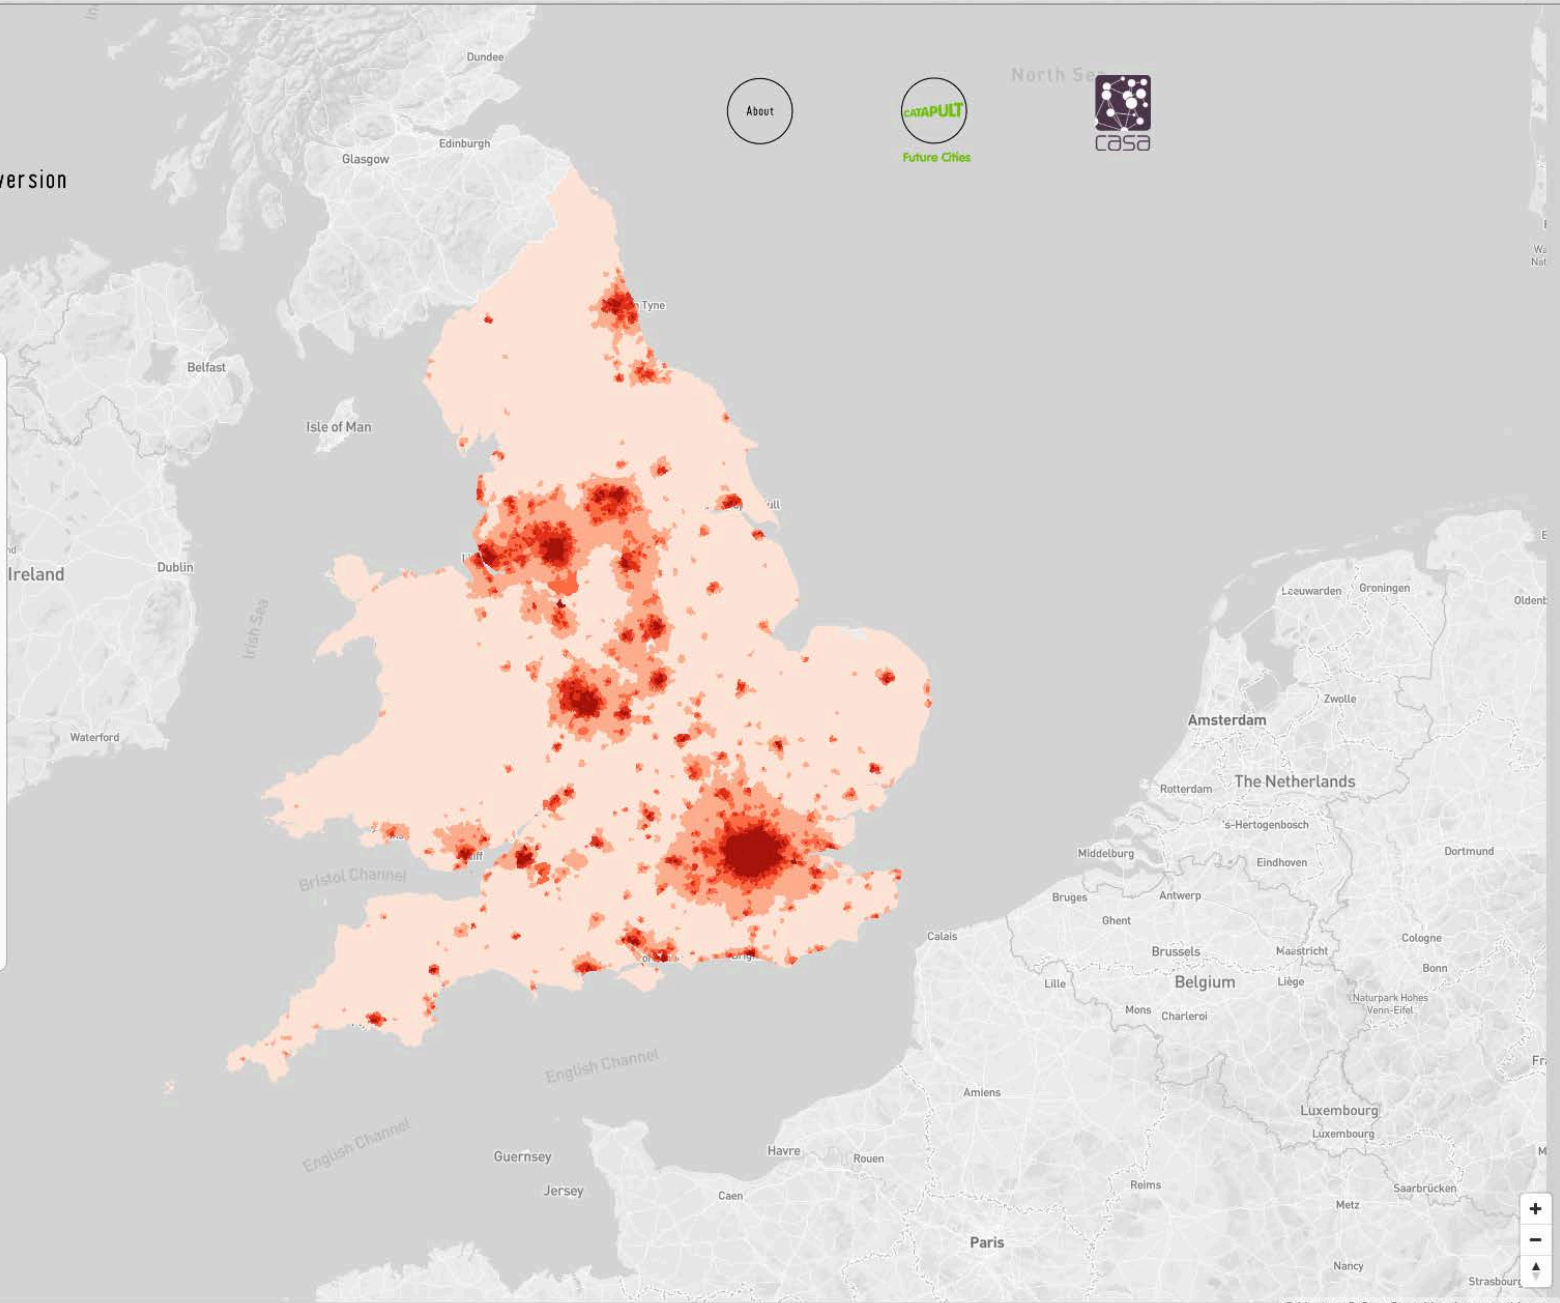 Dundee
North Sea
About
CATAPULT
Future Cities
casa
Edinburgh
Glasgow
version
Tyne
Belfast
Isle of Man
Ireland
Dublin
Irish Sea
Waterford
Leeuwarden
Groningen
Zwolle
Amsterdam
The Netherlands
Rotterdam
's-Hertogenbosch
Middelburg
Eindhoven
Dortmund
Bristol Channel
Bruges
Antwerp
Ghent
Calais
Brussels
Maastricht
Cologne
Bonn
Lille
Belgium
Liège
Mons
Charleroi
Naturpark Hohes
Venn-Eifel
English Channel
Amiens
Luxembourg
Luxembourg
English Channel
Guernsey
Havre
Rouen
Jersey
Caen
Reims
Saarbrücken
Metz
Paris
Nancy
Strasbourg